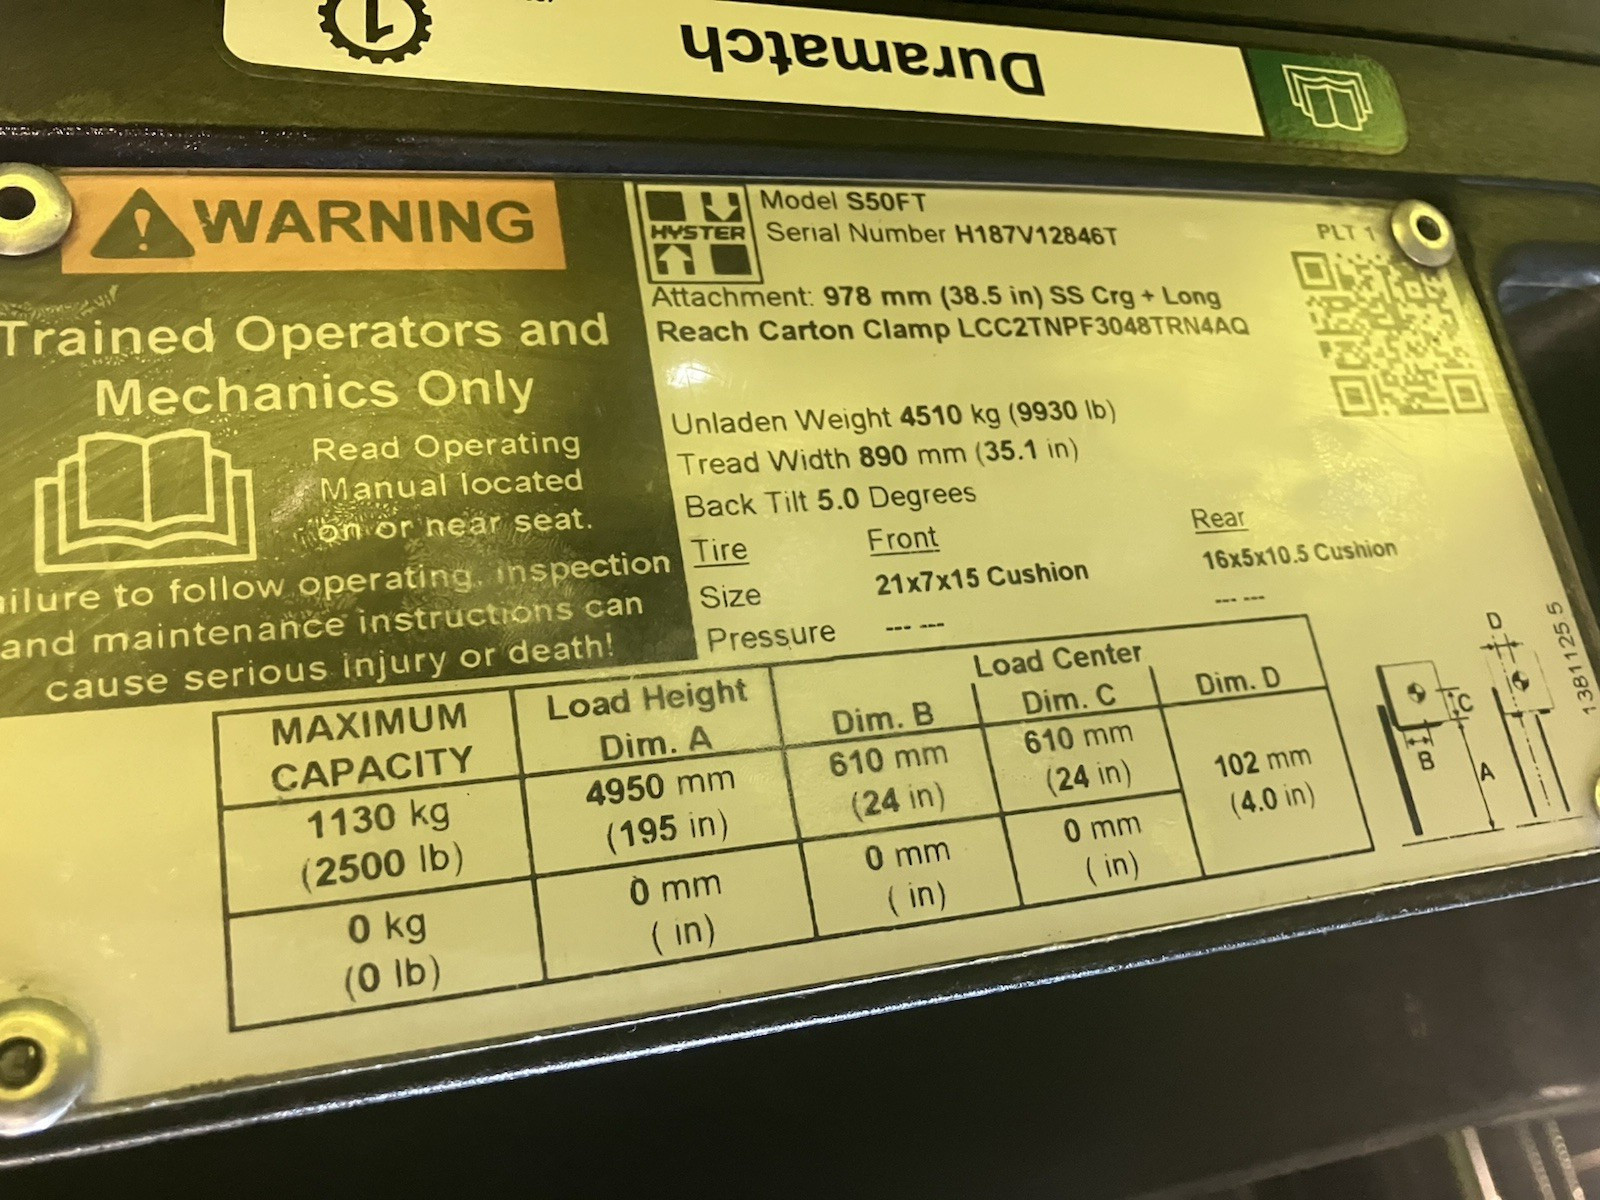 Duramatch
1
WARNING
Trained Operators and
Mechanics Only
Read Operating
Manual located
on or near seat.
ailure to follow operating, inspection
and maintenance instructions can
cause serious injury or death!
HYSTER
Model S50FT
Serial Number H187V12846T
PLT 1
Attachment: 978 mm (38.5 in) SS Crg + Long
Reach Carton Clamp LCC2TNPF3048TRN4AQ
Unladen Weight 4510 kg (9930 lb)
Tread Width 890 mm (35.1 in)
Back Tilt 5.0 Degrees
Tire Front Rear
Size 21x7x15 Cushion 16x5x10.5 Cushion
Pressure --- --- --- ---
MAXIMUM CAPACITY Load Height Dim. A Load Center Dim. B Dim. C Dim. D
1130 kg 4950 mm 610 mm 610 mm 102 mm
(2500 lb) (195 in) (24 in) (24 in) (4.0 in)
0 kg 0 mm 0 mm 0 mm
(0 lb) ( in) ( in) ( in)
D
C
B
A
1381125 5